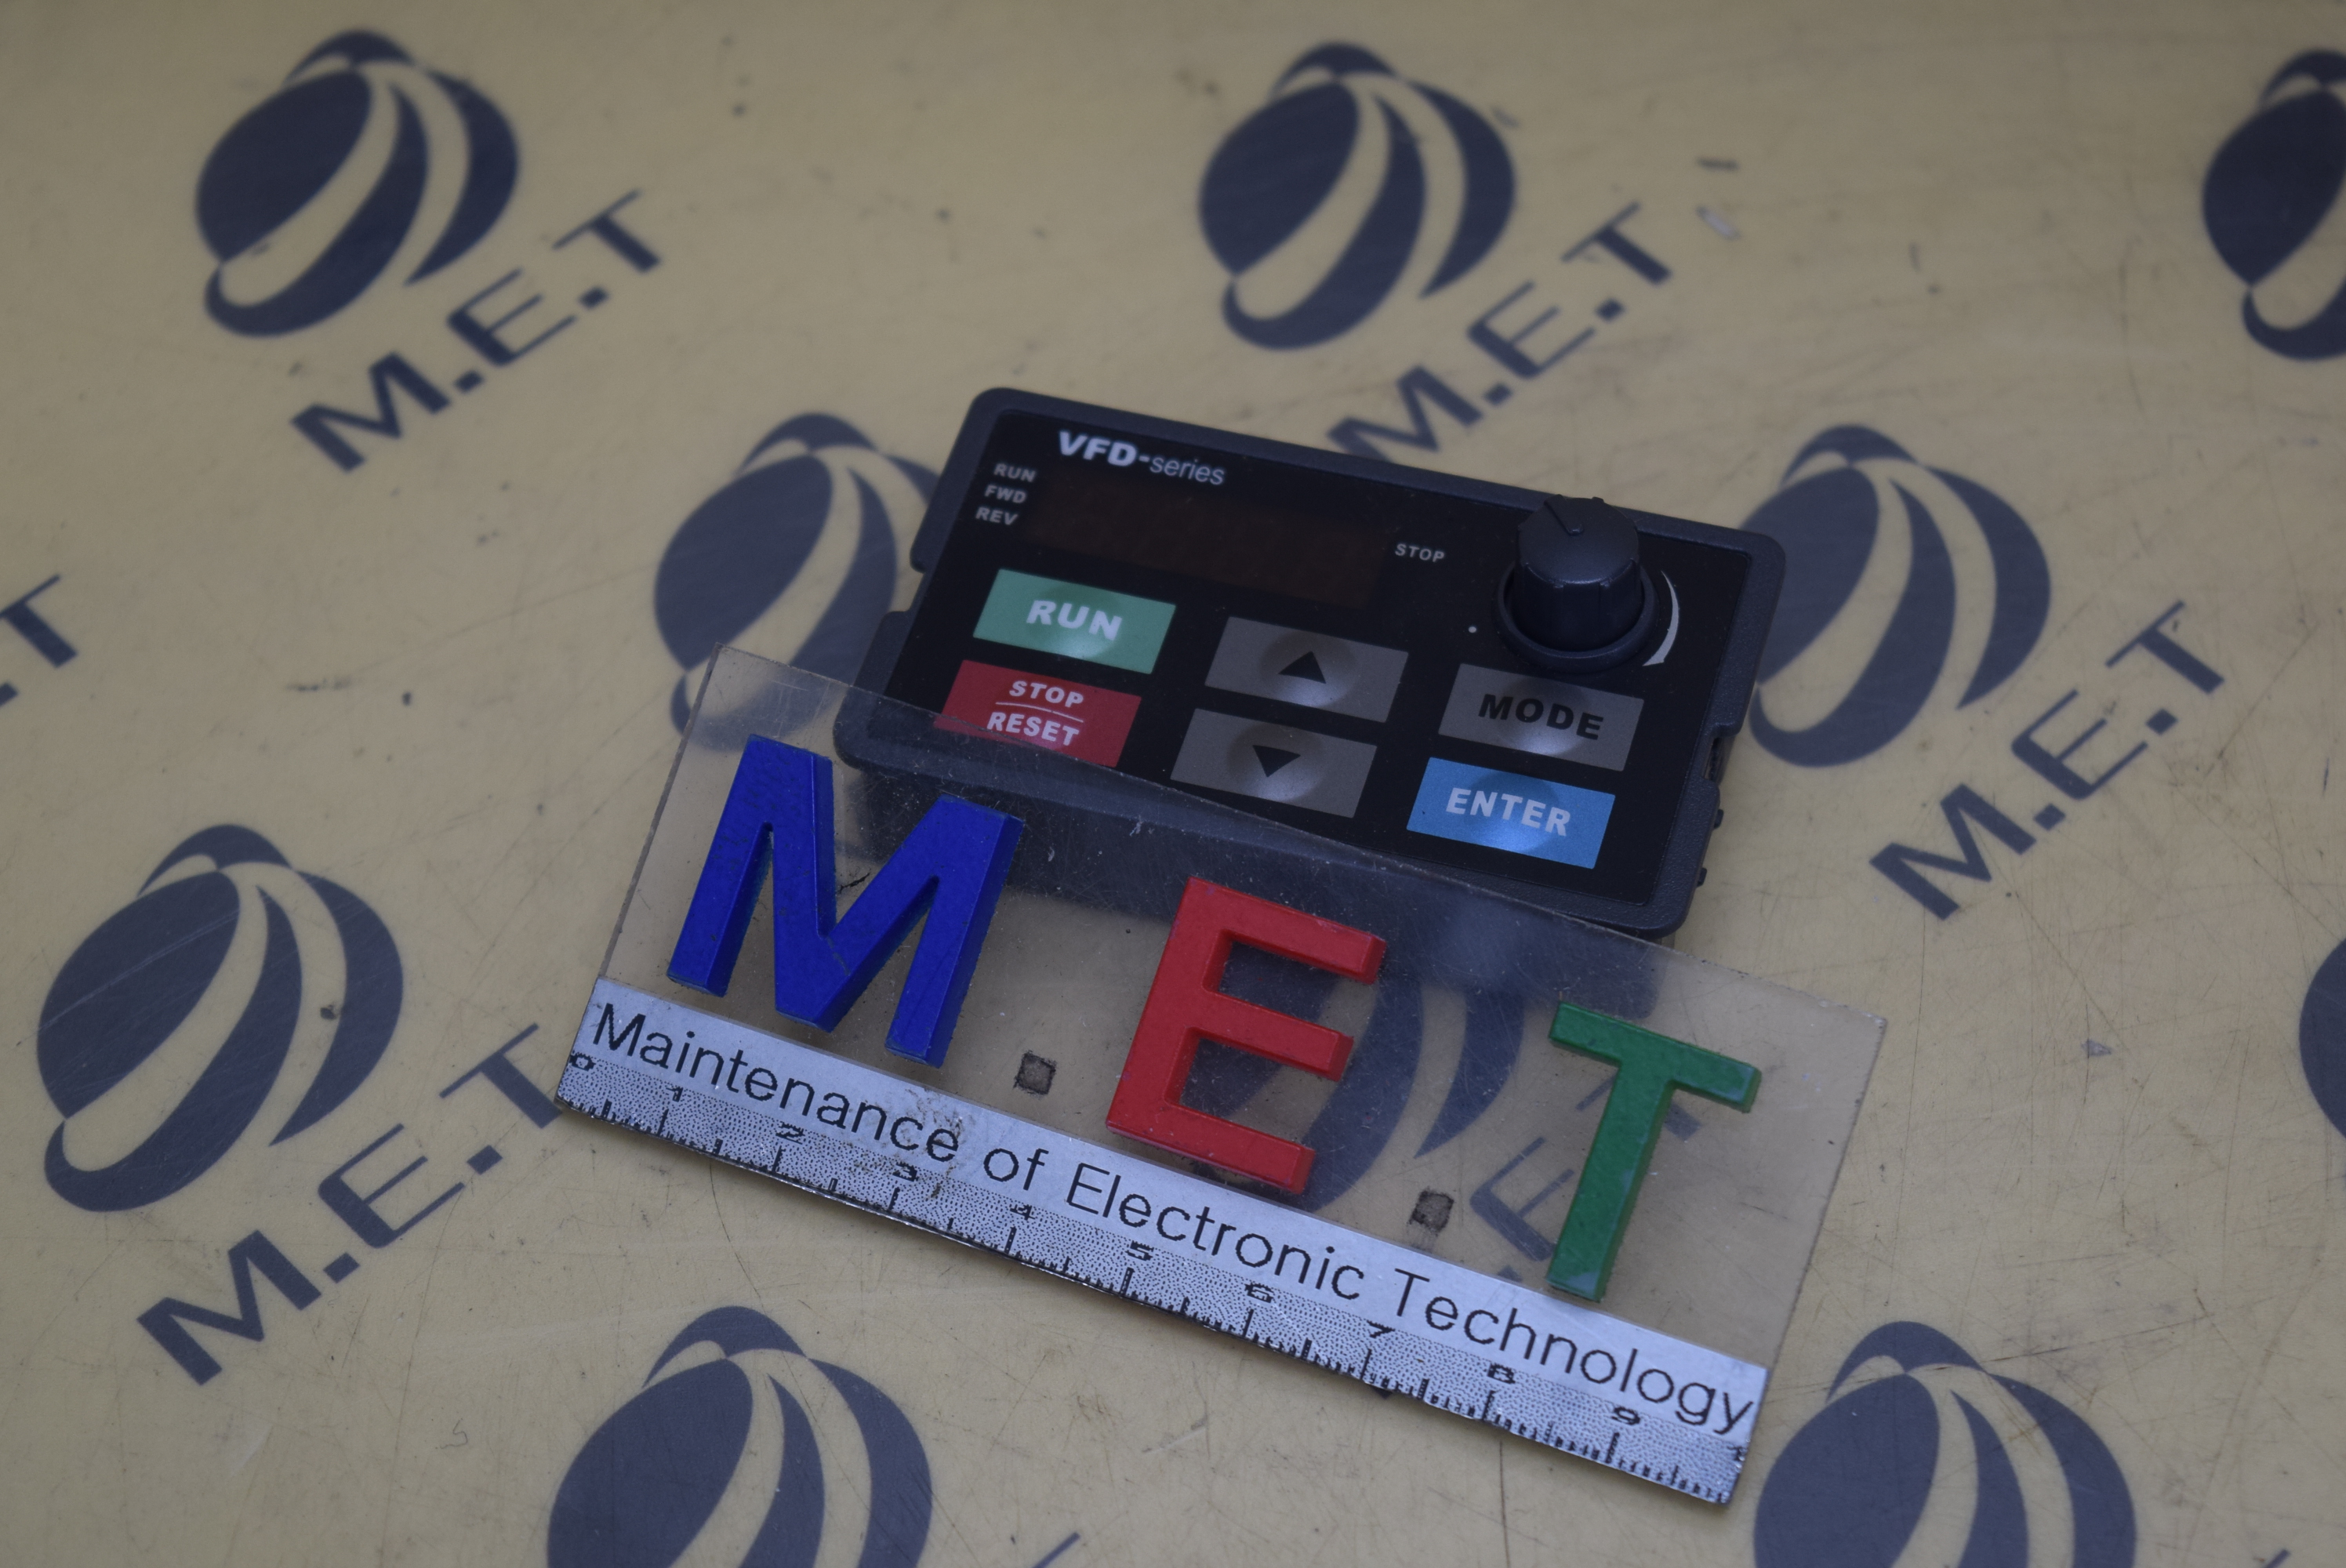 M.E.T
M.E.T
VFD-series
RUN
FWD
REV
STOP
RUN
STOP
RESET
▲
▼
MODE
ENTER
M.E.T
M.E.T
M.E.T
M.E.T
Maintenance of Electronic Technology
0 1 2 3 4 5 6 7 8 9